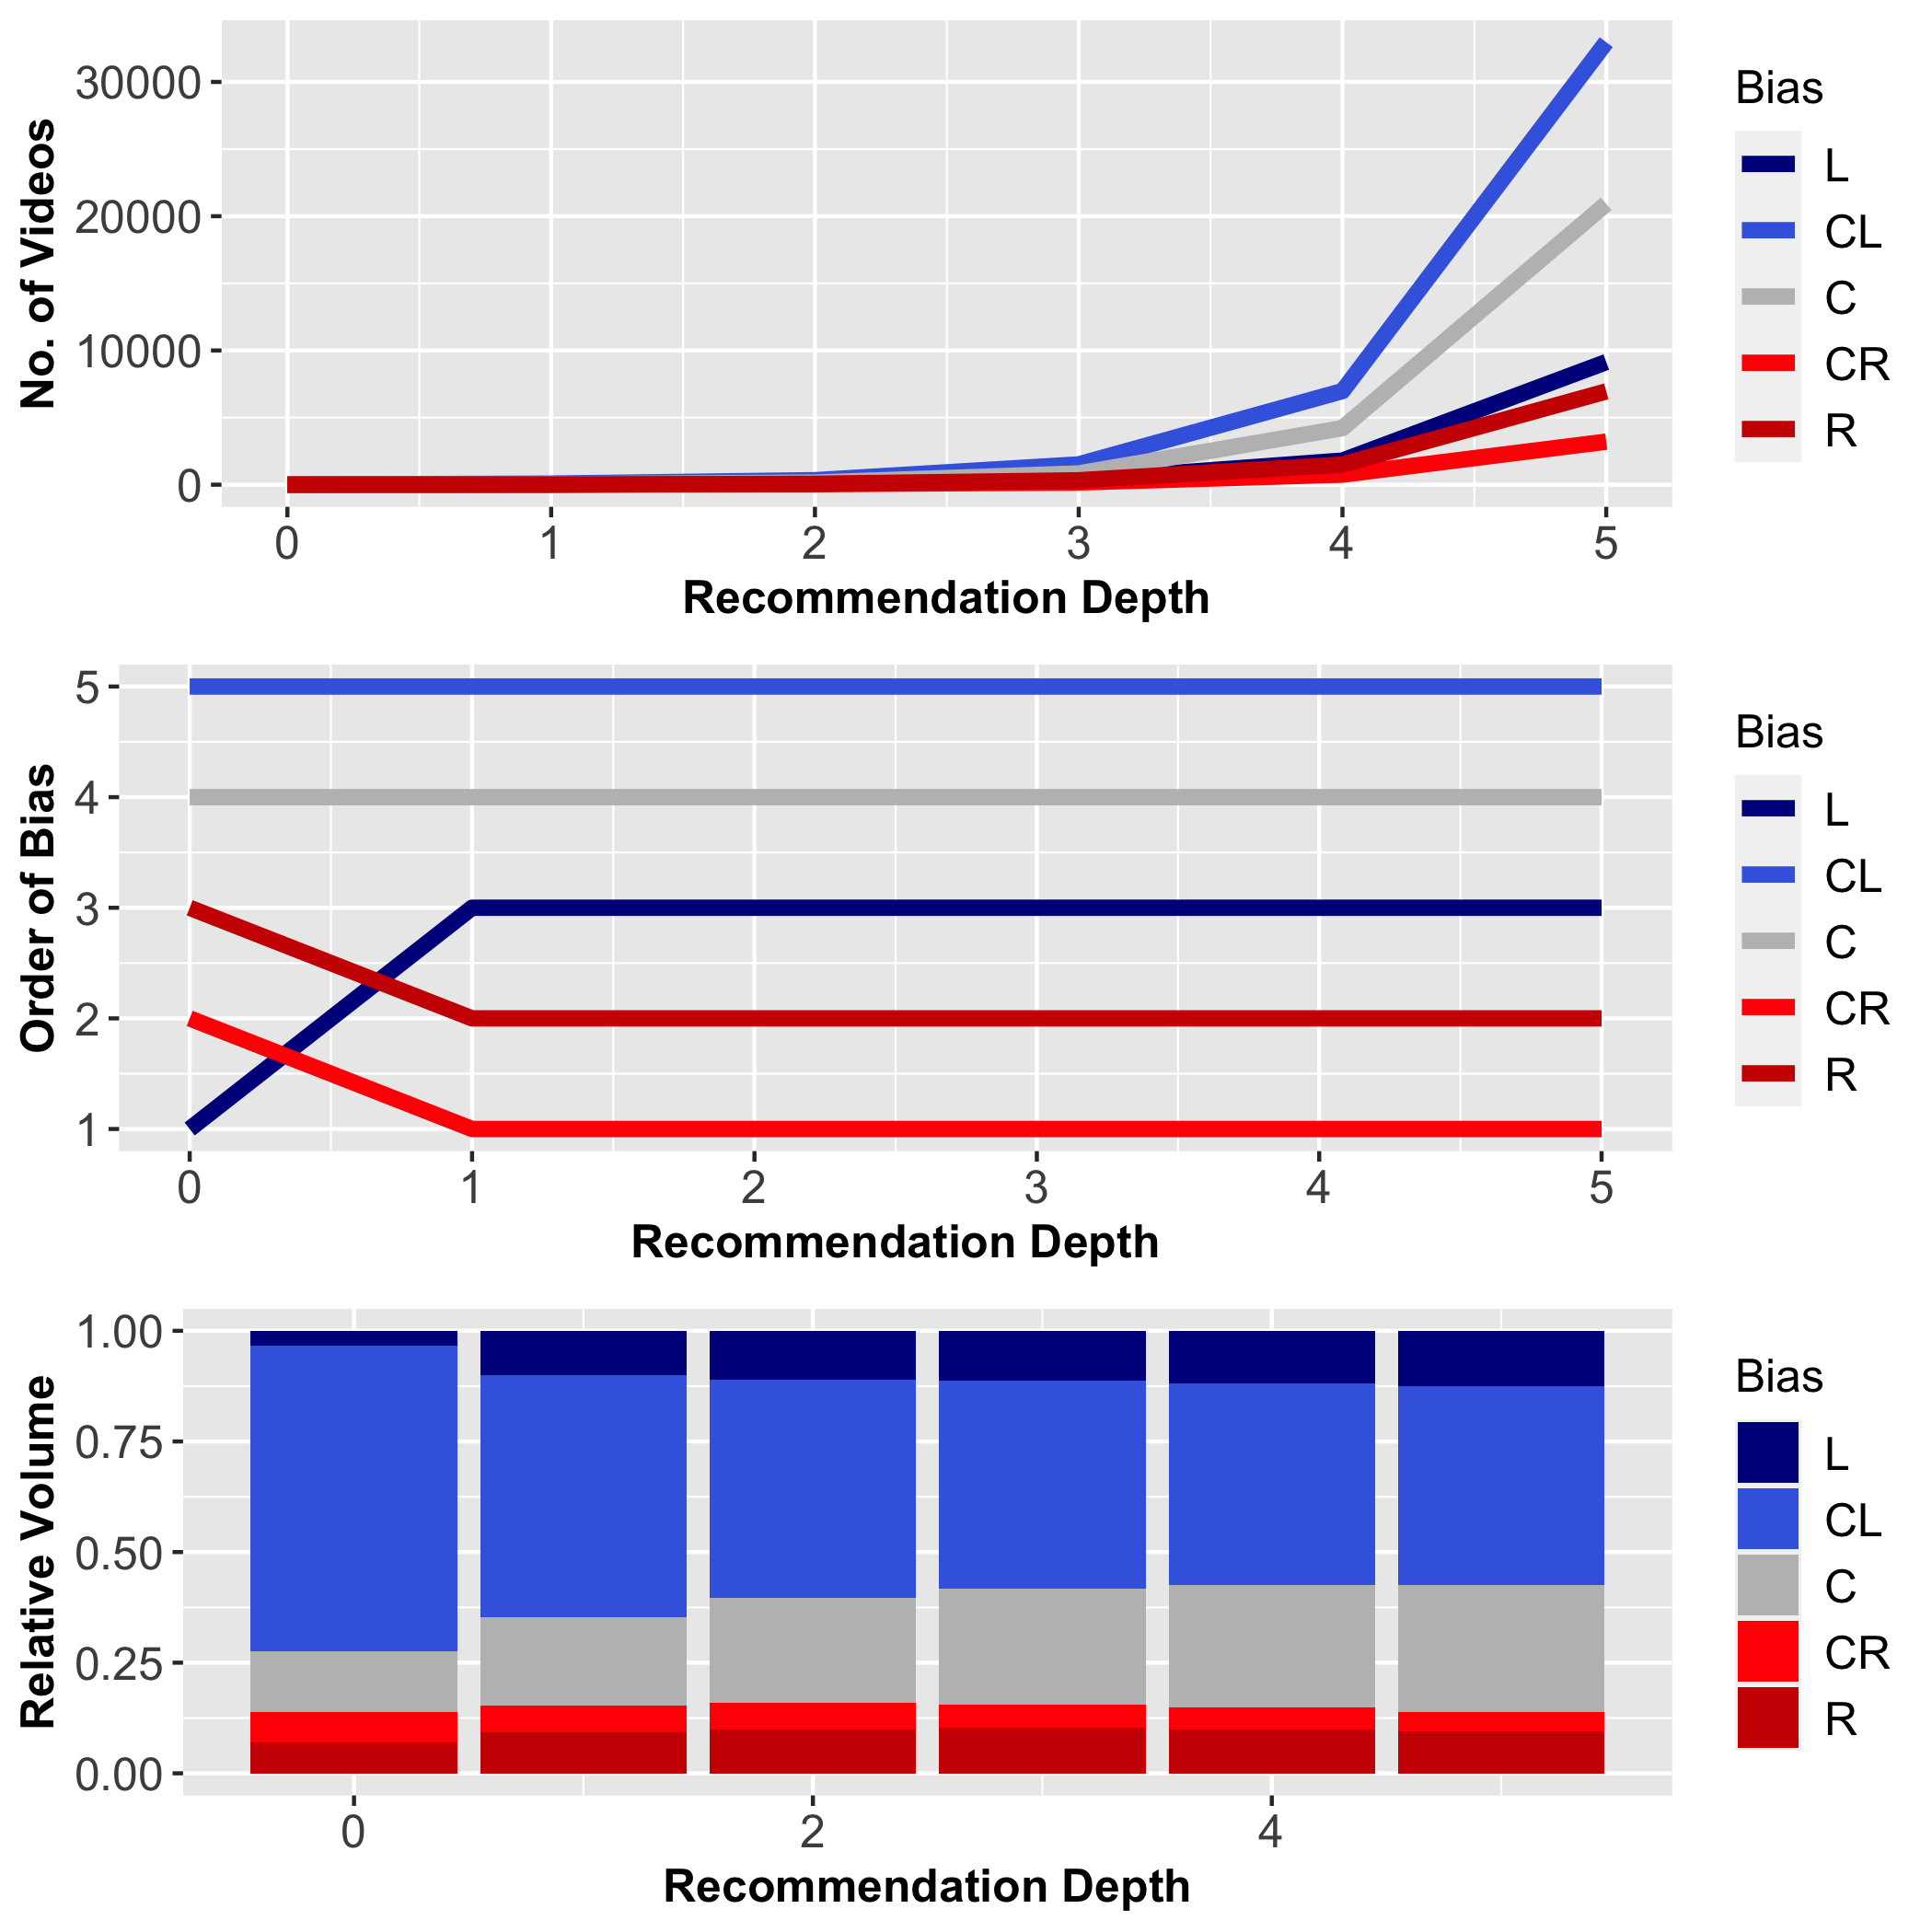 30000
20000
10000
0
No. of Videos
0 1 2 3 4 5
Recommendation Depth
Bias
L
CL
C
CR
R
5
4
3
2
1
Order of Bias
0 1 2 3 4 5
Recommendation Depth
Bias
L
CL
C
CR
R
1.00
0.75
0.50
0.25
0.00
Relative Volume
0 2 4
Recommendation Depth
Bias
L
CL
C
CR
R